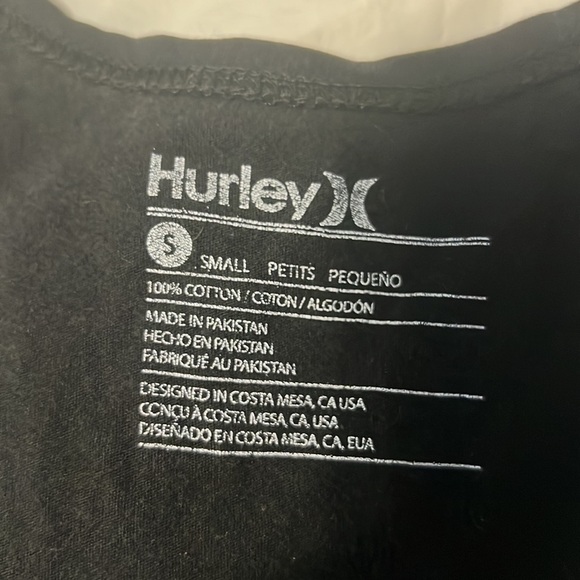 Hurley
S
SMALL PETITS PEQUEÑO
100% COTTON / COTON / ALGODÓN
MADE IN PAKISTAN
HECHO EN PAKISTAN
FABRIQUÉ AU PAKISTAN
DESIGNED IN COSTA MESA, CA USA
CONÇU À COSTA MESA, CA, USA
DISEÑADO EN COSTA MESA, CA, EUA